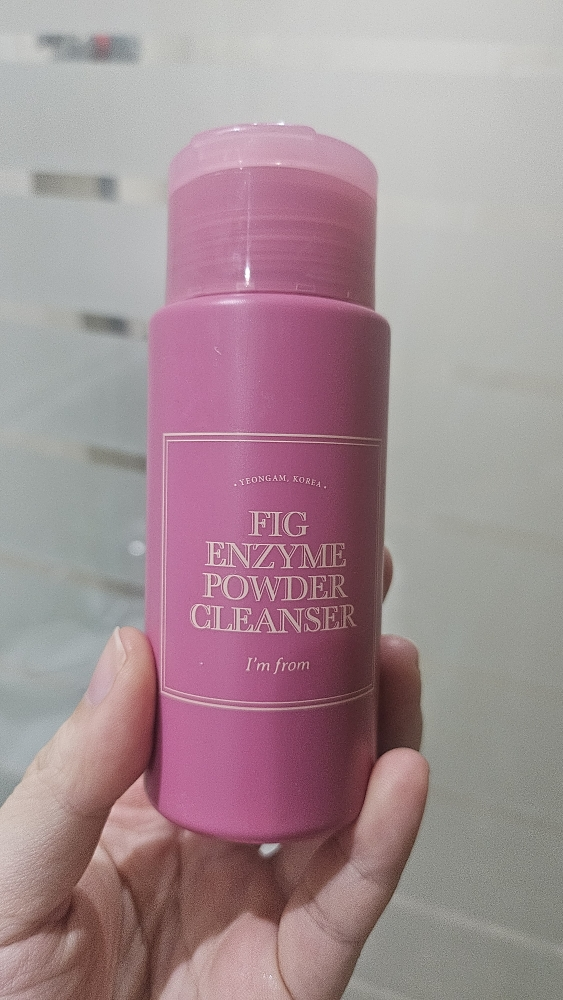 • YEONGAM, KOREA •
FIG
ENZYME
POWDER
CLEANSER
I'm from